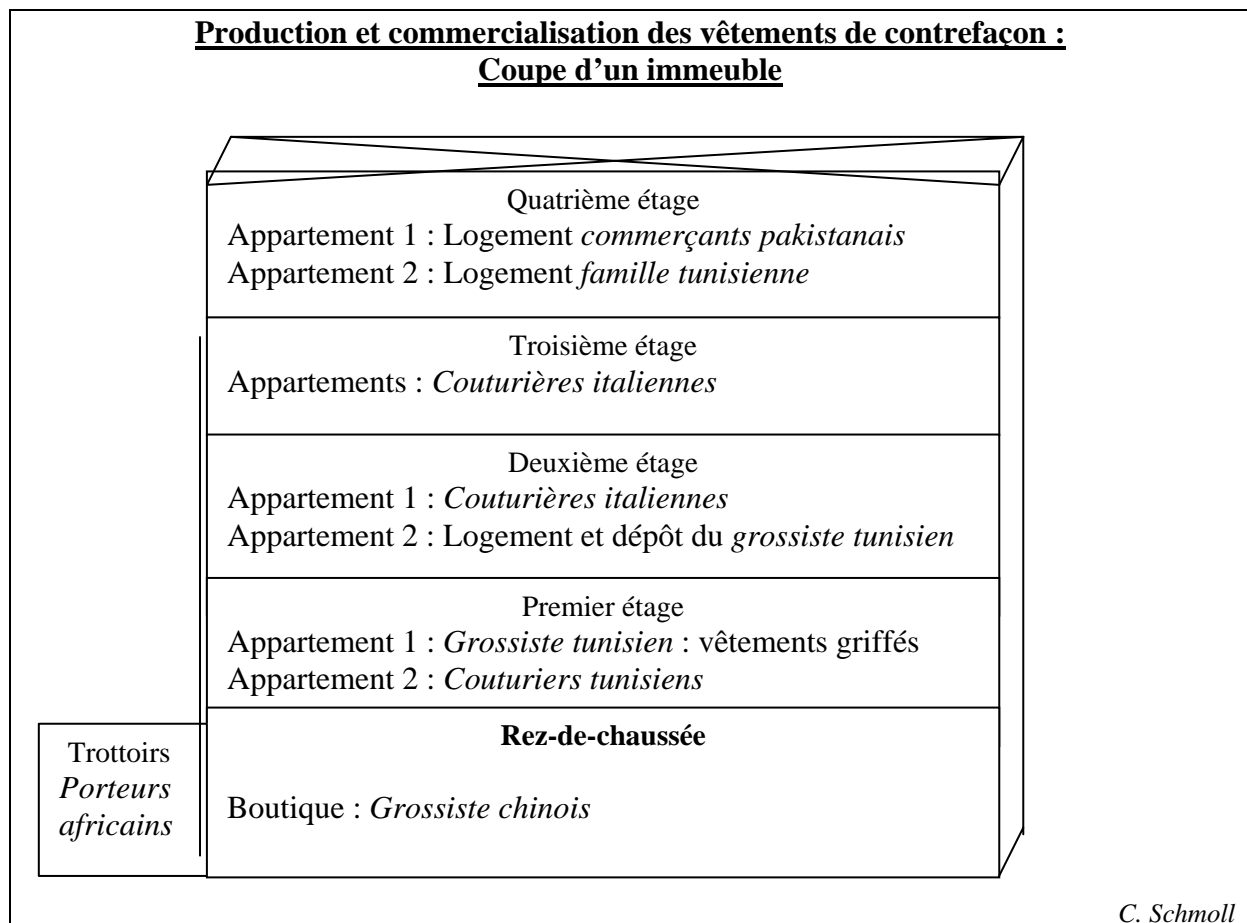 Production et commercialisation des vêtements de contrefaçon :
Coupe d’un immeuble
Quatrième étage
Appartement 1 : Logement commerçants pakistanais
Appartement 2 : Logement famille tunisienne
Troisième étage
Appartements : Couturières italiennes
Deuxième étage
Appartement 1 : Couturières italiennes
Appartement 2 : Logement et dépôt du grossiste tunisien
Premier étage
Appartement 1 : Grossiste tunisien : vêtements griffés
Appartement 2 : Couturiers tunisiens
Rez-de-chaussée
Boutique : Grossiste chinois
Trottoirs
Porteurs
africains
C. Schmoll